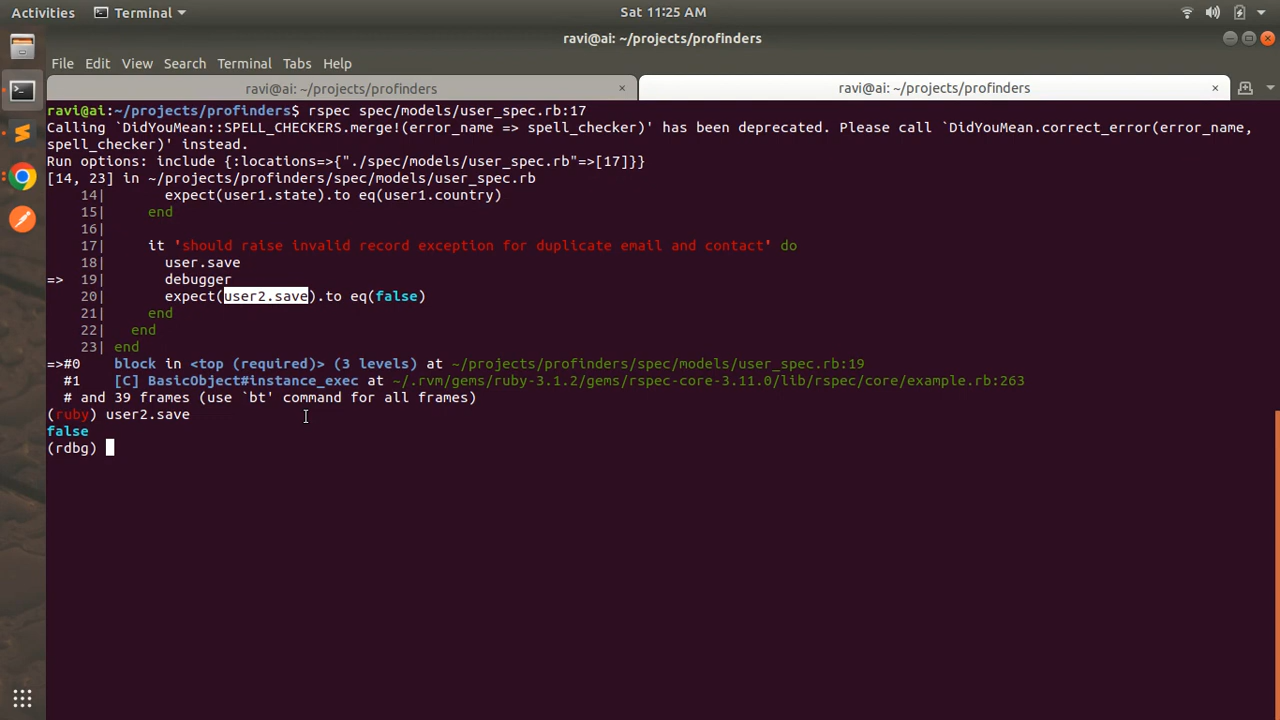 Activities Terminal Sat 11:25 AM
ravi@ai: ~/projects/profinders
File Edit View Search Terminal Tabs Help
ravi@ai: ~/projects/profinders × ravi@ai: ~/projects/profinders ×
ravi@ai:~/projects/profinders$ rspec spec/models/user_spec.rb:17
Calling `DidYouMean::SPELL_CHECKERS.merge!(error_name => spell_checker)' has been deprecated. Please call `DidYouMean.correct_error(error_name,
spell_checker)' instead.
Run options: include {:locations=>{"./spec/models/user_spec.rb"=>[17]}}
[14, 23] in ~/projects/profinders/spec/models/user_spec.rb
14| expect(user1.state).to eq(user1.country)
15| end
16|
17| it 'should raise invalid record exception for duplicate email and contact' do
18| user.save
=> 19| debugger
20| expect(user2.save).to eq(false)
21| end
22| end
23| end
=>#0 block in <top (required)> (3 levels) at ~/projects/profinders/spec/models/user_spec.rb:19
#1 [C] BasicObject#instance_exec at ~/.rvm/gems/ruby-3.1.2/gems/rspec-core-3.11.0/lib/rspec/core/example.rb:263
# and 39 frames (use `bt' command for all frames)
(ruby) user2.save
false
(rdbg)